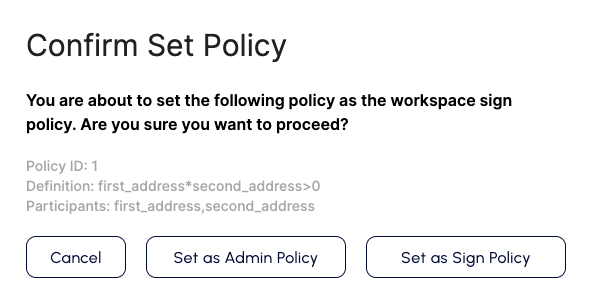 Confirm Set Policy
You are about to set the following policy as the workspace sign
policy. Are you sure you want to proceed?
Policy ID: 1
Definition: first_address*second_address>0
Participants: first_address,second_address
Cancel
Set as Admin Policy
Set as Sign Policy